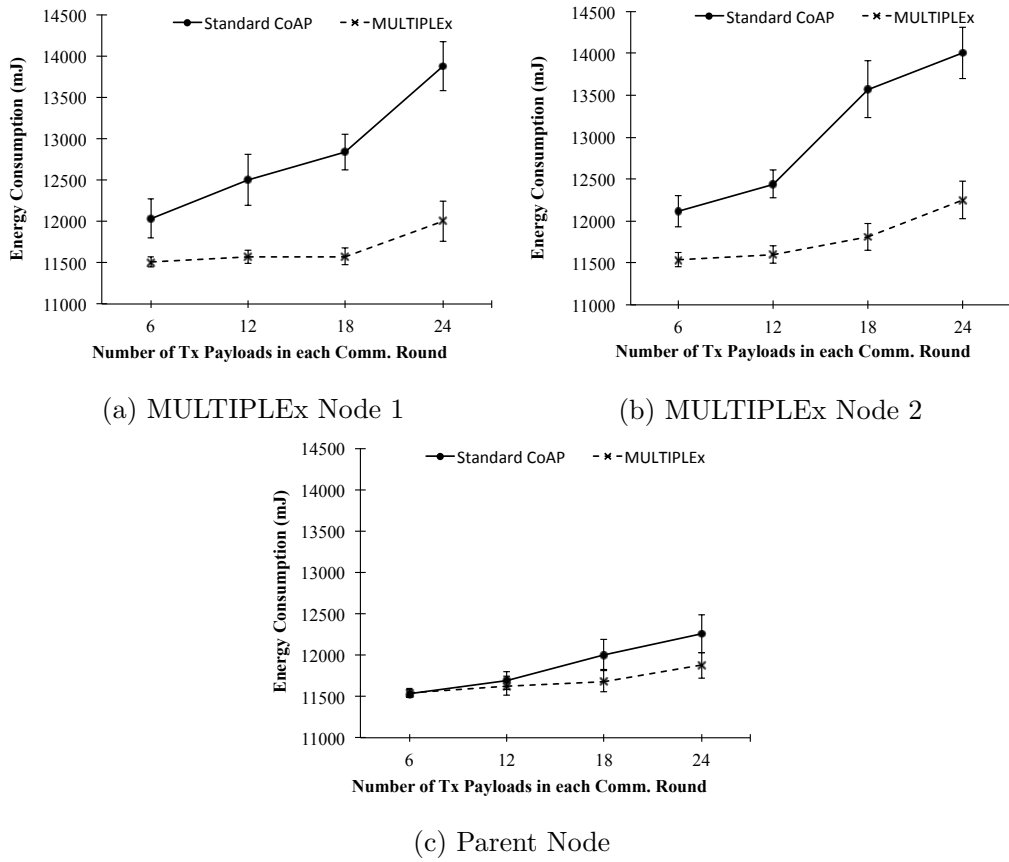 Standard CoAP
MULTIPLEx
14500
14000
13500
13000
12500
12000
11500
11000
Energy Consumption (mJ)
6
12
18
24
Number of Tx Payloads in each Comm. Round
(a) MULTIPLEx Node 1
Standard CoAP
MULTIPLEx
14500
14000
13500
13000
12500
12000
11500
11000
Energy Consumption (mJ)
6
12
18
24
Number of Tx Payloads in each Comm. Round
(b) MULTIPLEx Node 2
Standard CoAP
MULTIPLEx
14500
14000
13500
13000
12500
12000
11500
11000
Energy Consumption (mJ)
6
12
18
24
Number of Tx Payloads in each Comm. Round
(c) Parent Node